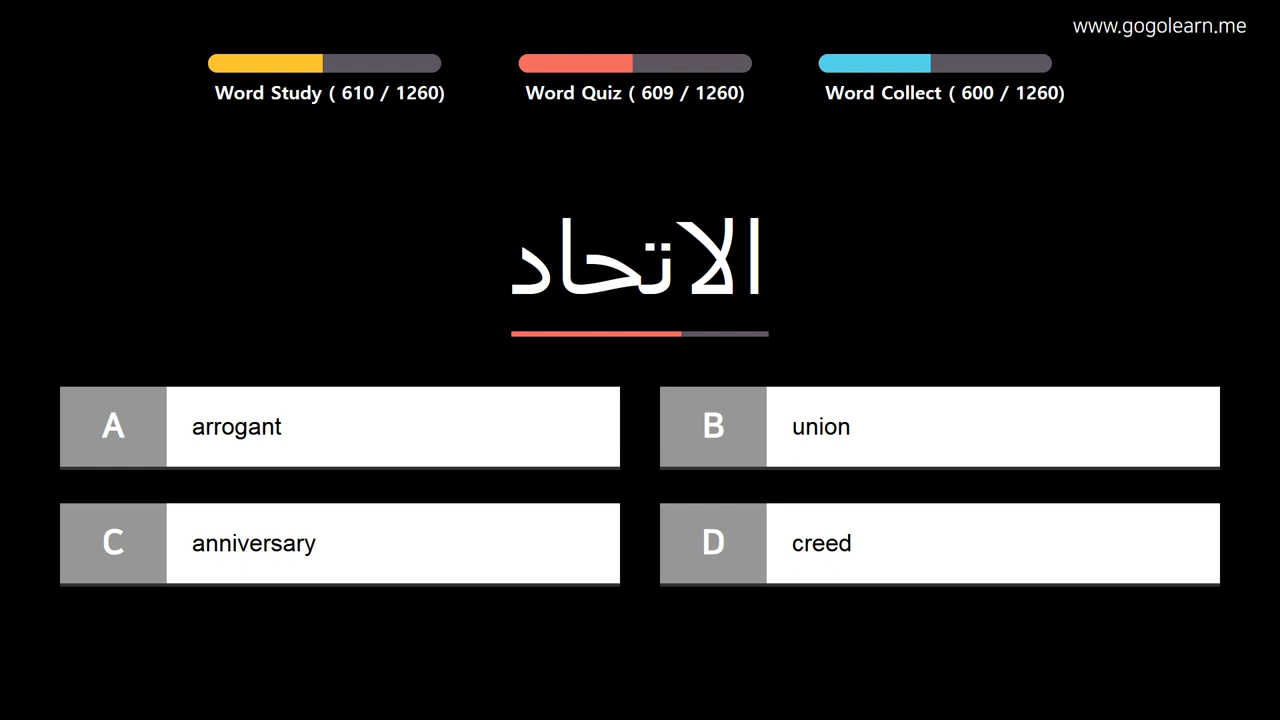 www.gogolearn.me
Word Study ( 610 / 1260)
Word Quiz ( 609 / 1260)
Word Collect ( 600 / 1260)
الاتحاد
A arrogant
B union
C anniversary
D creed